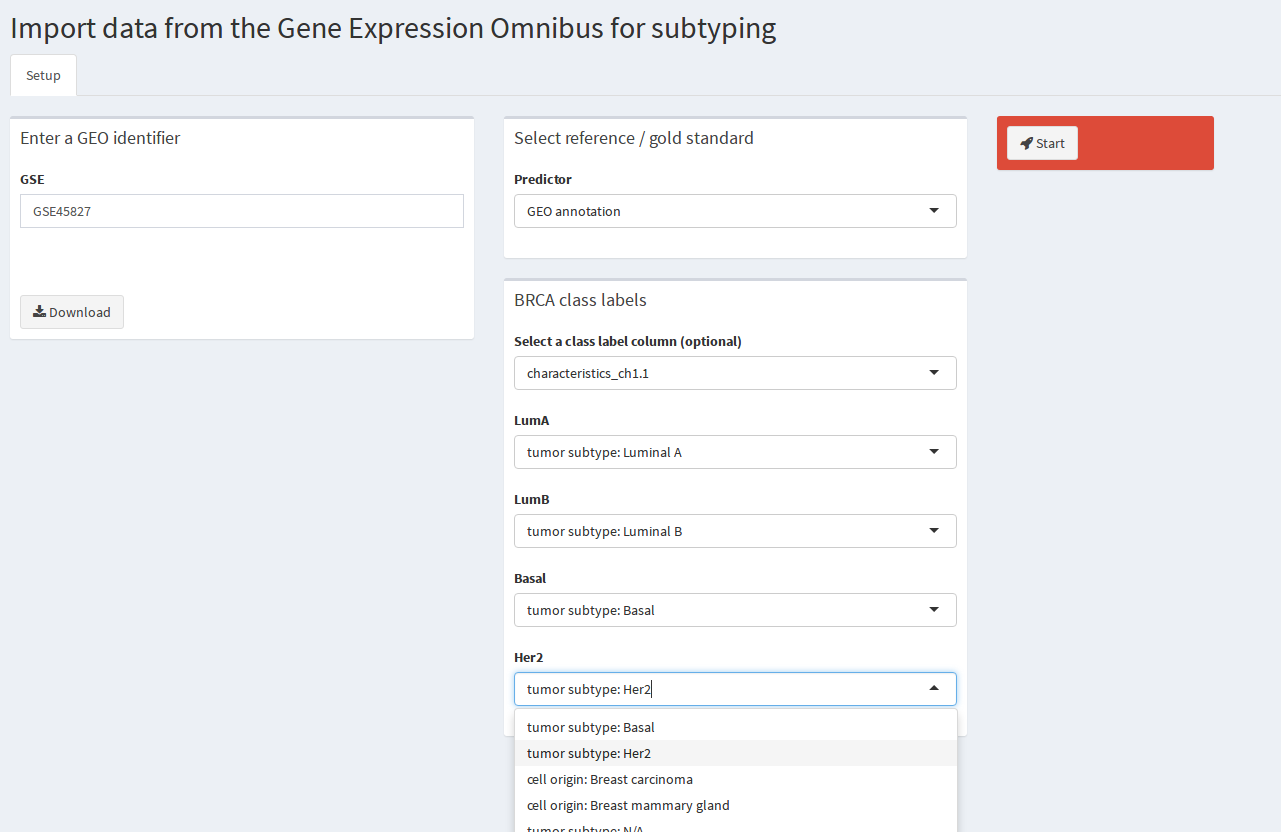 Import data from the Gene Expression Omnibus for subtyping
Setup
Enter a GEO identifier
GSE
GSE45827
Download
Select reference / gold standard
Predictor
GEO annotation
BRCA class labels
Select a class label column (optional)
characteristics_ch1.1
LumA
tumor subtype: Luminal A
LumB
tumor subtype: Luminal B
Basal
tumor subtype: Basal
Her2
tumor subtype: Her2
tumor subtype: Basal
tumor subtype: Her2
cell origin: Breast carcinoma
cell origin: Breast mammary gland
tumor subtype: N/A
Start